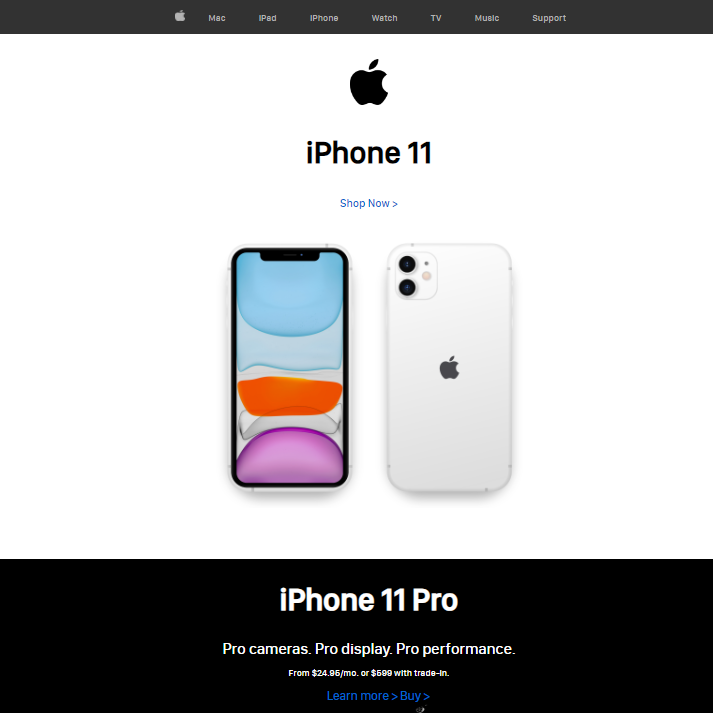 Mac iPad iPhone Watch TV Music Support
iPhone 11
Shop Now >
iPhone 11 Pro
Pro cameras. Pro display. Pro performance.
From $24.95/mo. or $599 with trade-in.
Learn more > Buy >